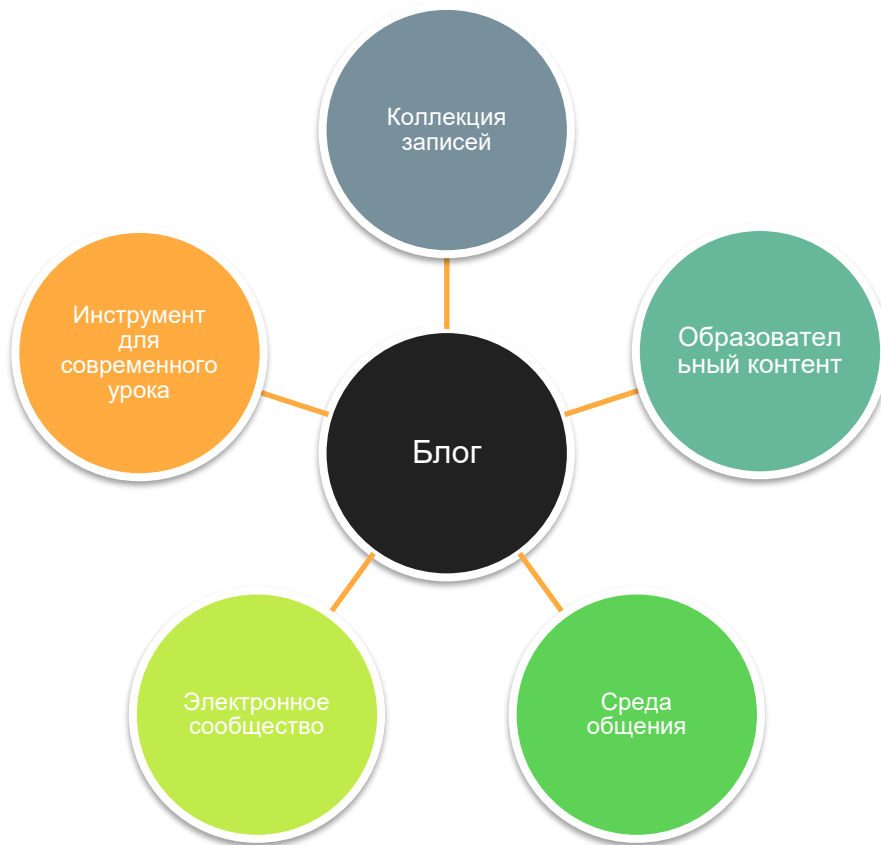 Коллекция
записей
Инструмент
для
современного
урока
Образовател
ьный контент
Блог
Электронное
сообщество
Среда
общения